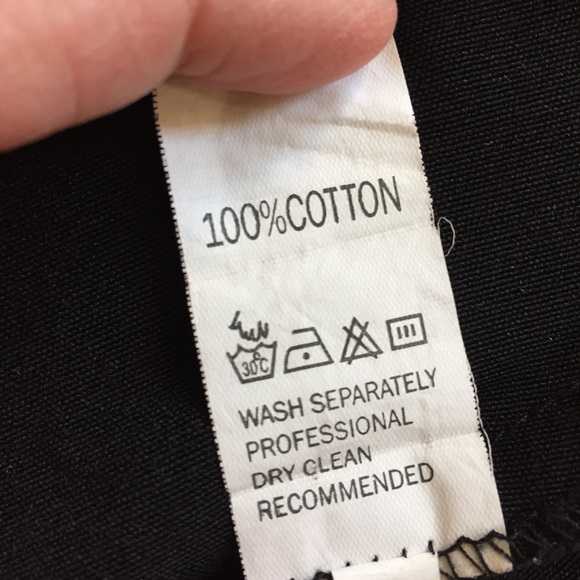 100%COTTON
30°C
WASH SEPARATELY
PROFESSIONAL
DRY CLEAN
RECOMMENDED